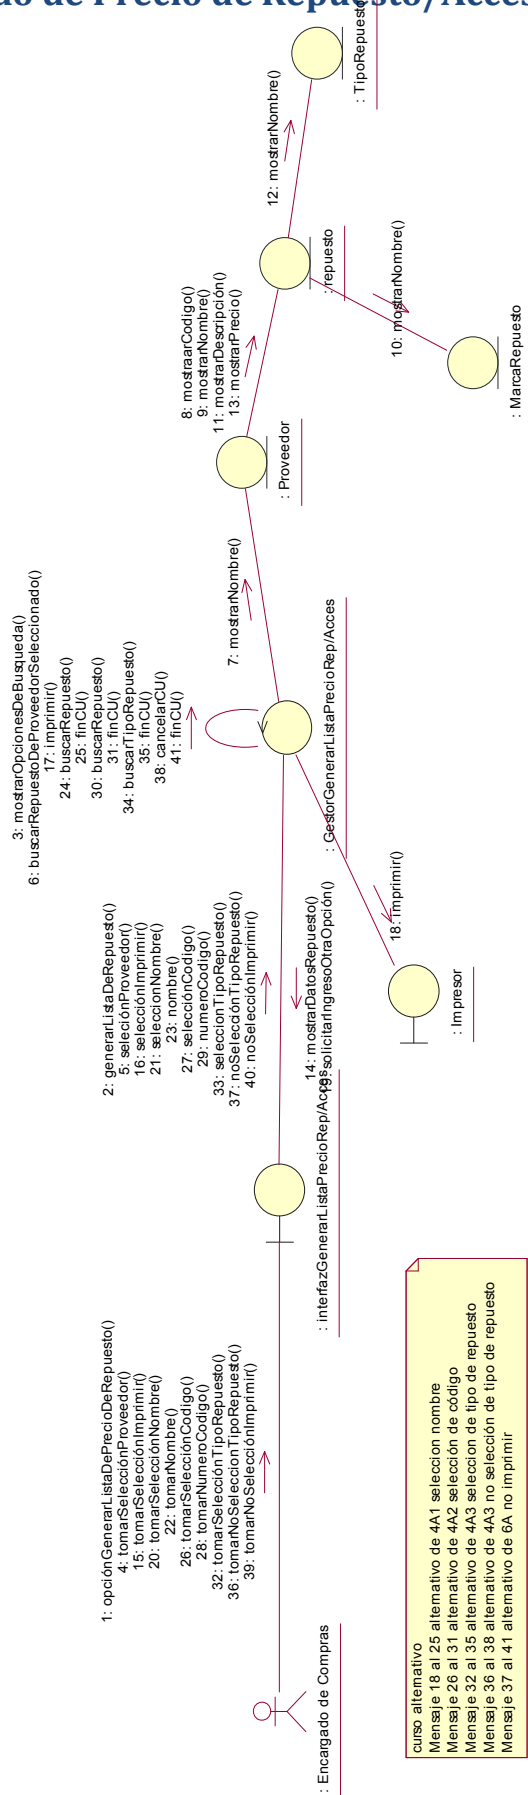 do de Precio de Repuesto/Acces
1: opciónGenerarListaDePrecioDeRepuesto()
4: tomarSelecciónProveedor()
15: tomarSelecciónImprimir()
20: tomarSelecciónNombre()
22: tomarNombre()
26: tomarSelecciónCodigo()
28: tomarNumeroCodigo()
32: tomarSelecciónTipoRepuesto()
36: tomarNoSeleccionTipoRepuesto()
39: tomarNoSelecciónImprimir()
: Encargado de Compras
2: generarListaDeRepuesto()
5: seleciónProveedor()
16: selecciónImprimir()
21: seleccionNombre()
23: nombre()
27: selecciónCodigo()
29: numeroCodigo()
33: seleccionTipoRepuesto()
37: noSelecciónTipoRepuesto()
40: noSelecciónImprimir()
14: mostrarDatosRepuesto()
19: solicitarIngresoOtraOpción()
: interfazGenerarListaPrecioRep/Acces
3: mostrarOpcionesDeBusqueda()
6: buscarRepuestoDeProveedorSeleccionado()
17: imprimir()
24: buscarRepuesto()
25: finCU()
30: buscarRepuesto()
31: finCU()
34: buscarTipoRepuesto()
35: finCU()
38: cancelarCU()
41: finCU()
: GestorGenerarListaPrecioRep/Acces
18: imprimir()
: Impresor
7: mostrarNombre()
: Proveedor
8: mostraarCodigo()
9: mostrarNombre()
11: mostrarDescripción()
13: mostrarPrecio()
: repuesto
10: mostrarNombre()
: MarcaRepuesto
12: mostrarNombre()
: TipoRepuesto
curso alternativo
Mensaje 18 al 25 alternativo de 4A1 seleccion nombre
Mensaje 26 al 31 alternativo de 4A2 selección de código
Mensaje 32 al 35 alternativo de 4A3 seleccion de tipo de repuesto
Mensaje 36 al 38 alternativo de 4A3 no selección de tipo de repuesto
Mensaje 37 al 41 alternativo de 6A no imprimir